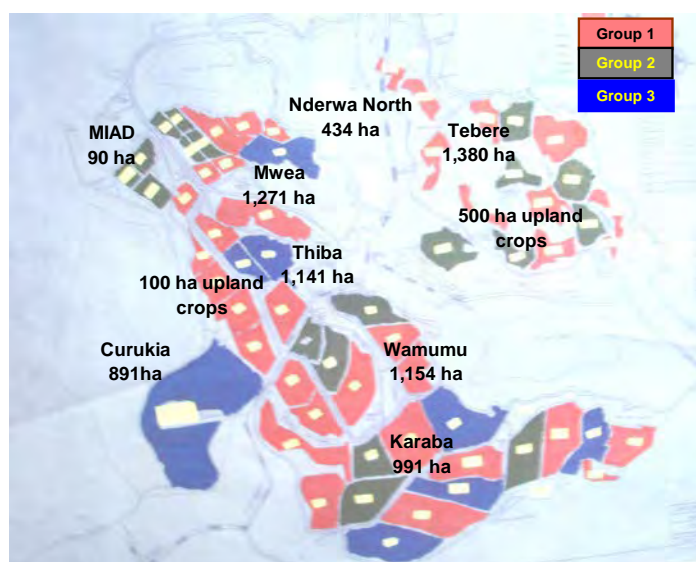 Group 1
Group 2
Group 3
Nderwa North
434 ha
Tebere
1,380 ha
MIAD
90 ha
Mwea
1,271 ha
500 ha upland
crops
Thiba
1,141 ha
100 ha upland
crops
Curukia
891ha
Wamumu
1,154 ha
Karaba
991 ha